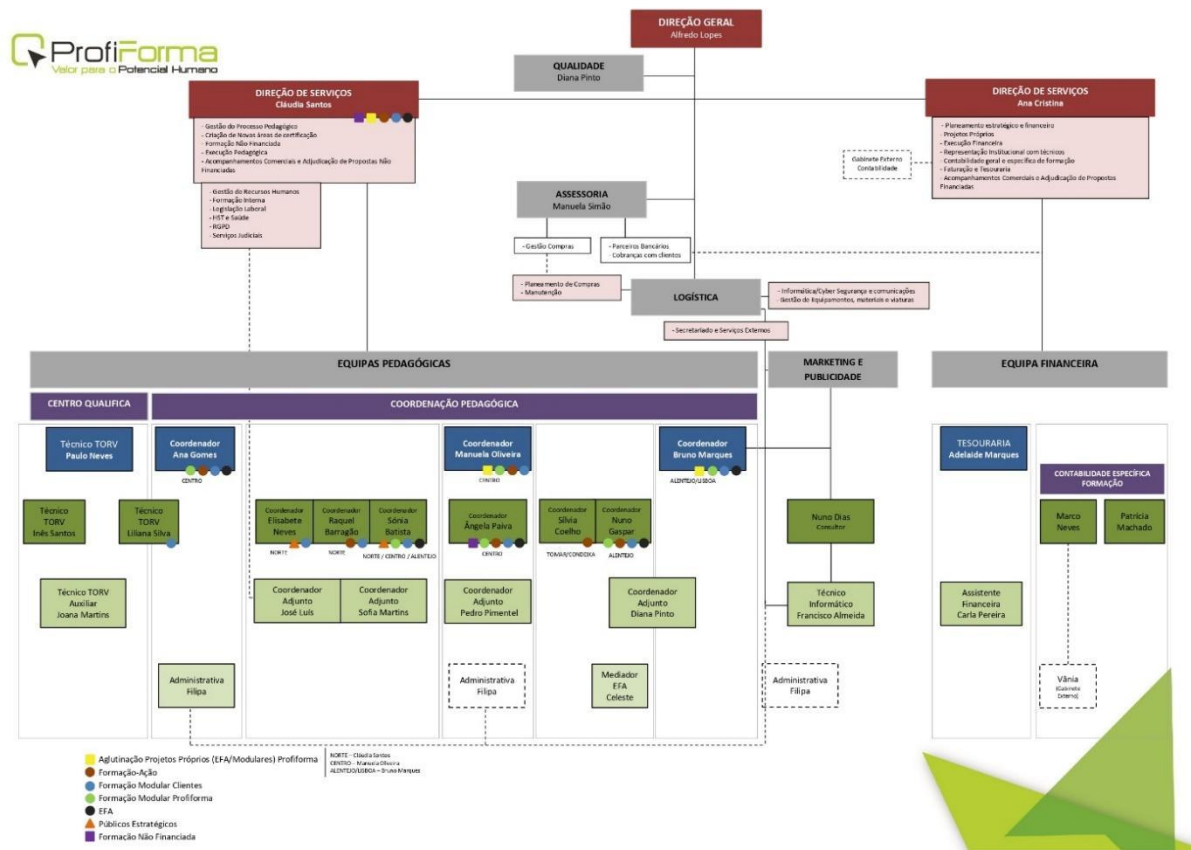 DIREÇÃO GERAL
Alfredo Lopes
ProfiForma
Valor para o Potencial Humano
QUALIDADE
Diana Pinto
DIREÇÃO DE SERVIÇOS
Cláudia Santos
- Gestão do Processo Pedagógico
- Criação de Novas áreas de certificação
- Formação Não Financiada
- Execução Pedagógica
- Acompanhamentos Comerciais e Adjudicação de Propostas Não
Financiadas
- Gestão de Recursos Humanos
- Formação Interna
- Legislação Laboral
- HST e Saúde
- RGPD
- Serviços Judiciais
DIREÇÃO DE SERVIÇOS
Ana Cristina
- Planeamento estratégico e financeiro
- Projetos Próprios
- Execução Financeira
- Representação Institucional com técnicos
- Contabilidade geral e específica de formação
- Faturação e Tesouraria
- Acompanhamentos Comerciais e Adjudicação de Propostas
Financiadas
Gabinete Externo
Contabilidade
ASSESSORIA
Manuela Simão
- Gestão Compras
- Parceiros Bancários
- Cobranças com clientes
- Planeamento de Compras
- Manutenção
LOGÍSTICA
- Informática/Cyber Segurança e comunicações
- Gestão de Equipamentos, materiais e viaturas
- Secretariado e Serviços Externos
EQUIPAS PEDAGÓGICAS
MARKETING E
PUBLICIDADE
EQUIPA FINANCEIRA
CENTRO QUALIFICA
COORDENAÇÃO PEDAGÓGICA
Técnico TORV
Paulo Neves
Coordenador
Ana Gomes
CENTRO
Coordenador
Manuela Oliveira
CENTRO
Coordenador
Bruno Marques
ALENTEJO/LISBOA
TESOURARIA
Adelaide Marques
CONTABILIDADE ESPECÍFICA
FORMAÇÃO
Técnico
TORV
Inês Santos
Técnico
TORV
Liliana Silva
Coordenador
Elisabete
Neves
NORTE
Coordenador
Raquel
Barragão
NORTE
Coordenador
Sónia
Batista
NORTE / CENTRO / ALENTEJO
Coordenador
Ângela Paiva
CENTRO
Coordenador
Sílvia
Coelho
TOMAR/CONDEIXA
Coordenador
Nuno
Gaspar
ALENTEJO
Nuno Dias
Consultor
Marco
Neves
Patrícia
Machado
Técnico TORV
Auxiliar
Joana Martins
Coordenador
Adjunto
José Luís
Coordenador
Adjunto
Sofia Martins
Coordenador
Adjunto
Pedro Pimentel
Coordenador
Adjunto
Diana Pinto
Técnico
Informático
Francisco Almeida
Assistente
Financeira
Carla Pereira
Administrativa
Filipa
Administrativa
Filipa
Mediador
EFA
Celeste
Administrativa
Filipa
Vânia
(Gabinete
Externo)
Aglutinação Projetos Próprios (EFA/Modulares) Profiforma
Formação-Ação
Formação Modular Clientes
Formação Modular Profiforma
EFA
Públicos Estratégicos
Formação Não Financiada
NORTE - Cláudia Santos
CENTRO - Manuela Oliveira
ALENTEJO/LISBOA – Bruno Marques